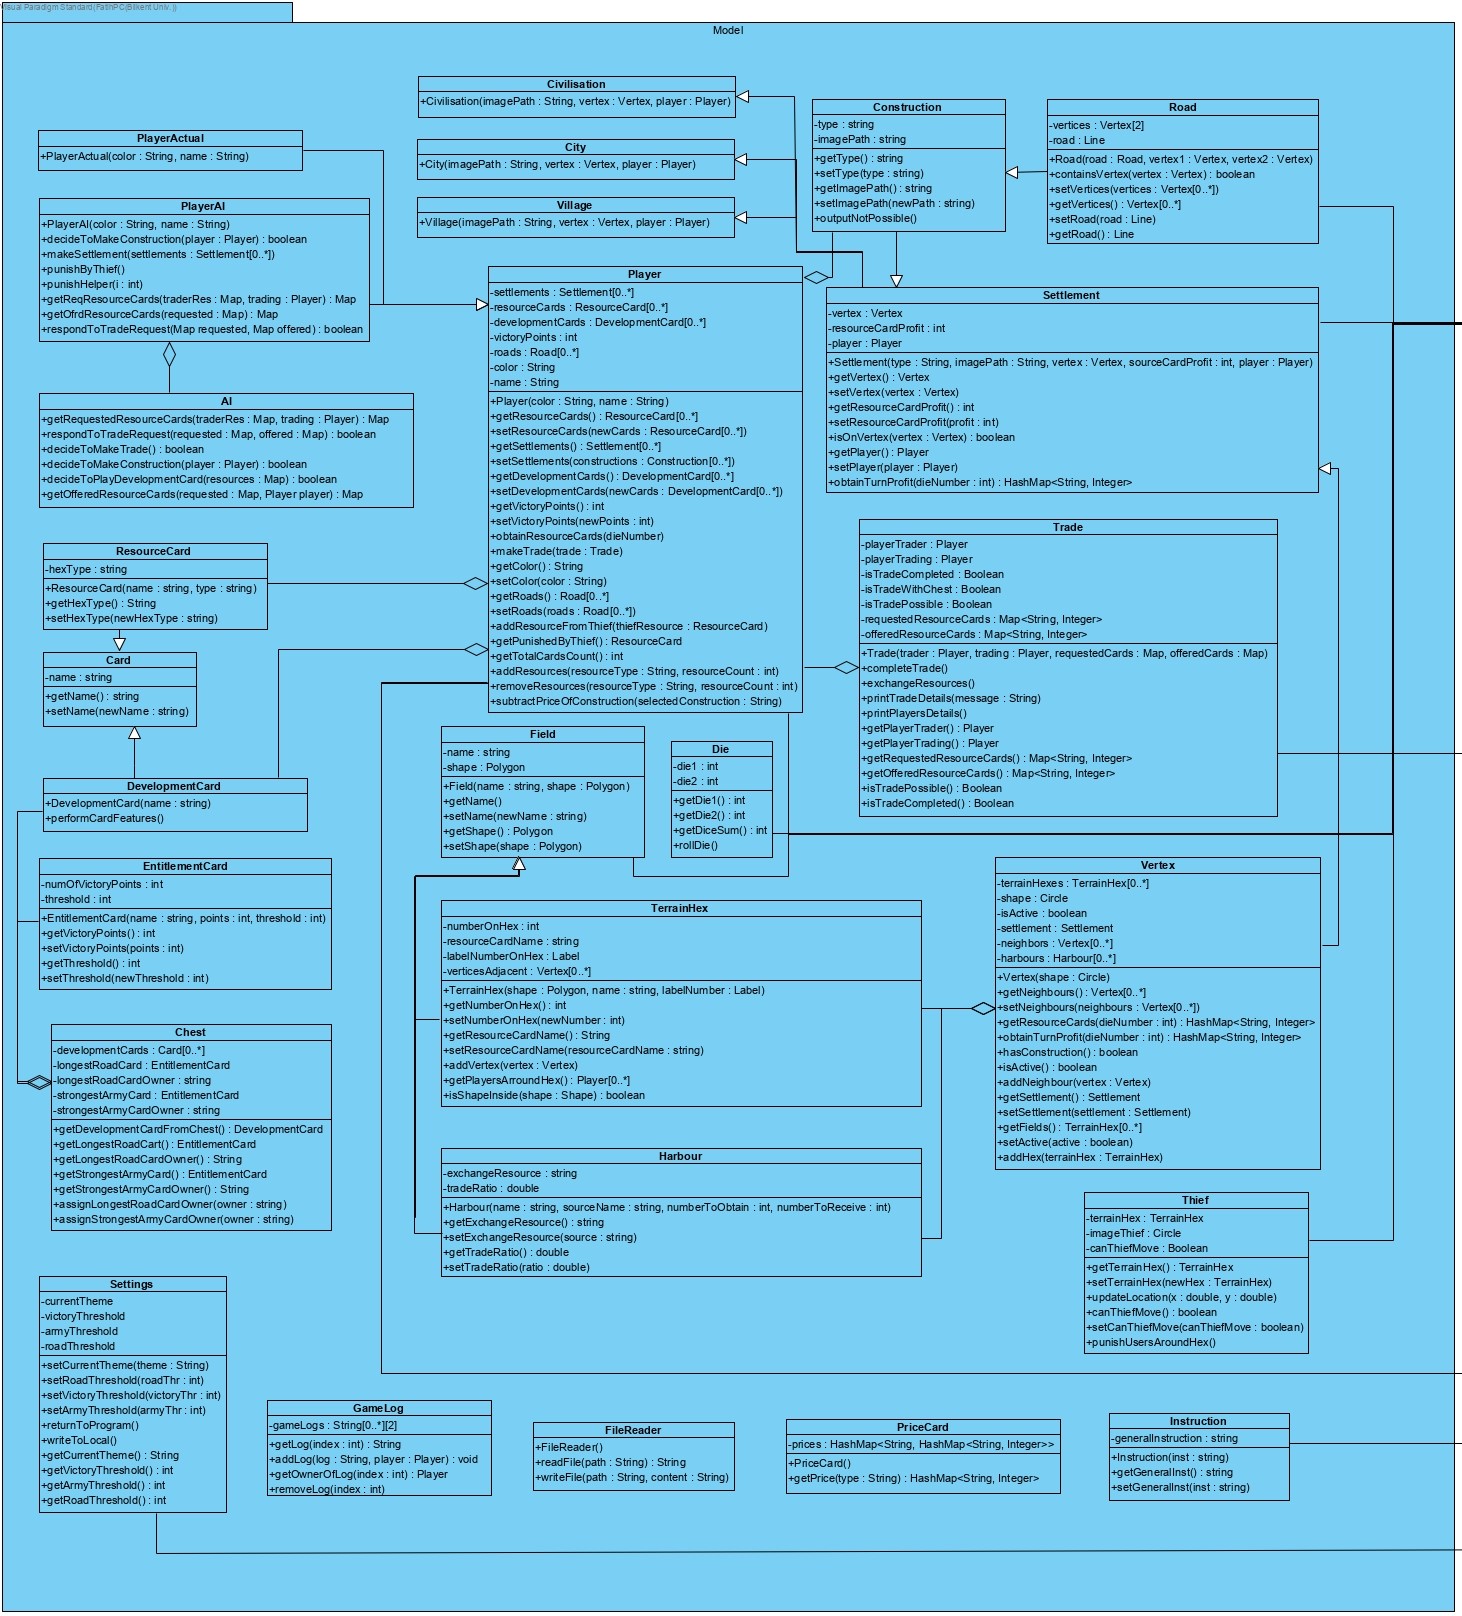 Visual Paradigm Standard(FatihPC(Bilkent Univ.))
Model
Civilisation
+Civilisation(imagePath : String, vertex : Vertex, player : Player)
City
+City(imagePath : String, vertex : Vertex, player : Player)
Village
+Village(imagePath : String, vertex : Vertex, player : Player)
Construction
-type : string
-imagePath : string
+getType() : string
+setType(type : string)
+getImagePath() : string
+setImagePath(newPath : string)
+outputNotPossible()
Road
-vertices : Vertex[2]
-road : Line
+Road(road : Road, vertex1 : Vertex, vertex2 : Vertex)
+containsVertex(vertex : Vertex) : boolean
+setVertices(vertices : Vertex[0..*])
+getVertices() : Vertex[0..*]
+setRoad(road : Line)
+getRoad() : Line
PlayerActual
+PlayerActual(color : String, name : String)
PlayerAI
+PlayerAI(color : String, name : String)
+decideToMakeConstruction(player : Player) : boolean
+makeSettlement(settlements : Settlement[0..*])
+punishByThief()
+punishHelper(i : int)
+getReqResourceCards(traderRes : Map, trading : Player) : Map
+getOfrdResourceCards(requested : Map) : Map
+respondToTradeRequest(Map requested, Map offered) : boolean
AI
+getRequestedResourceCards(traderRes : Map, trading : Player) : Map
+respondToTradeRequest(requested : Map, offered : Map) : boolean
+decideToMakeTrade() : boolean
+decideToMakeConstruction(player : Player) : boolean
+decideToPlayDevelopmentCard(resources : Map) : boolean
+getOfferedResourceCards(requested : Map, Player player) : Map
Player
-settlements : Settlement[0..*]
-resourceCards : ResourceCard[0..*]
-developmentCards : DevelopmentCard[0..*]
-victoryPoints : int
-roads : Road[0..*]
-color : String
-name : String
+Player(color : String, name : String)
+getResourceCards() : ResourceCard[0..*]
+setResourceCards(newCards : ResourceCard[0..*])
+getSettlements() : Settlement[0..*]
+setSettlements(constructions : Construction[0..*])
+getDevelopmentCards() : DevelopmentCard[0..*]
+setDevelopmentCards(newCards : DevelopmentCard[0..*])
+getVictoryPoints() : int
+setVictoryPoints(newPoints : int)
+obtainResourceCards(dieNumber)
+makeTrade(trade : Trade)
+getColor() : String
+setColor(color : String)
+getRoads() : Road[0..*]
+setRoads(roads : Road[0..*])
+addResourceFromThief(thiefResource : ResourceCard)
+getPunishedByThief() : ResourceCard
+getTotalCardsCount() : int
+addResources(resourceType : String, resourceCount : int)
+removeResources(resourceType : String, resourceCount : int)
+subtractPriceOfConstruction(selectedConstruction : String)
Settlement
-vertex : Vertex
-resourceCardProfit : int
-player : Player
+Settlement(type : String, imagePath : String, vertex : Vertex, sourceCardProfit : int, player : Player)
+getVertex() : Vertex
+setVertex(vertex : Vertex)
+getResourceCardProfit() : int
+setResourceCardProfit(profit : int)
+isOnVertex(vertex : Vertex) : boolean
+getPlayer() : Player
+setPlayer(player : Player)
+obtainTurnProfit(dieNumber : int) : HashMap<String, Integer>
Trade
-playerTrader : Player
-playerTrading : Player
-isTradeCompleted : Boolean
-isTradeWithChest : Boolean
-isTradePossible : Boolean
-requestedResourceCards : Map<String, Integer>
-offeredResourceCards : Map<String, Integer>
+Trade(trader : Player, trading : Player, requestedCards : Map, offeredCards : Map)
+completeTrade()
+exchangeResources()
+printTradeDetails(message : String)
+printPlayersDetails()
+getPlayerTrader() : Player
+getPlayerTrading() : Player
+getRequestedResourceCards() : Map<String, Integer>
+getOfferedResourceCards() : Map<String, Integer>
+isTradePossible() : Boolean
+isTradeCompleted() : Boolean
ResourceCard
-hexType : string
+ResourceCard(name : string, type : string)
+getHexType() : String
+setHexType(newHexType : string)
Card
-name : string
+getName() : string
+setName(newName : string)
DevelopmentCard
+DevelopmentCard(name : string)
+performCardFeatures()
EntitlementCard
-numOfVictoryPoints : int
-threshold : int
+EntitlementCard(name : string, points : int, threshold : int)
+getVictoryPoints() : int
+setVictoryPoints(points : int)
+getThreshold() : int
+setThreshold(newThreshold : int)
Chest
-developmentCards : Card[0..*]
-longestRoadCard : EntitlementCard
-longestRoadCardOwner : string
-strongestArmyCard : EntitlementCard
-strongestArmyCardOwner : string
+getDevelopmentCardFromChest() : DevelopmentCard
+getLongestRoadCart() : EntitlementCard
+getLongestRoadCardOwner() : String
+getStrongestArmyCard() : EntitlementCard
+getStrongestArmyCardOwner() : String
+assignLongestRoadCardOwner(owner : string)
+assignStrongestArmyCardOwner(owner : string)
Field
-name : string
-shape : Polygon
+Field(name : string, shape : Polygon)
+getName()
+setName(newName : string)
+getShape() : Polygon
+setShape(shape : Polygon)
Die
-die1 : int
-die2 : int
+getDie1() : int
+getDie2() : int
+getDiceSum() : int
+rollDie()
TerrainHex
-numberOnHex : int
-resourceCardName : string
-labelNumberOnHex : Label
-verticesAdjacent : Vertex[0..*]
+TerrainHex(shape : Polygon, name : string, labelNumber : Label)
+getNumberOnHex() : int
+setNumberOnHex(newNumber : int)
+getResourceCardName() : String
+setResourceCardName(resourceCardName : string)
+addVertex(vertex : Vertex)
+getPlayersArroundHex() : Player[0..*]
+isShapeInside(shape : Shape) : boolean
Harbour
-exchangeResource : string
-tradeRatio : double
+Harbour(name : string, sourceName : string, numberToObtain : int, numberToReceive : int)
+getExchangeResource() : string
+setExchangeResource(source : string)
+getTradeRatio() : double
+setTradeRatio(ratio : double)
Vertex
-terrainHexes : TerrainHex[0..*]
-shape : Circle
-isActive : boolean
-settlement : Settlement
-neighbors : Vertex[0..*]
-harbours : Harbour[0..*]
+Vertex(shape : Circle)
+getNeighbours() : Vertex[0..*]
+setNeighbours(neighbours : Vertex[0..*])
+getResourceCards(dieNumber : int) : HashMap<String, Integer>
+obtainTurnProfit(dieNumber : int) : HashMap<String, Integer>
+hasConstruction() : boolean
+isActive() : boolean
+addNeighbour(vertex : Vertex)
+getSettlement() : Settlement
+setSettlement(settlement : Settlement)
+getFields() : TerrainHex[0..*]
+setActive(active : boolean)
+addHex(terrainHex : TerrainHex)
Thief
-terrainHex : TerrainHex
-imageThief : Circle
-canThiefMove : Boolean
+getTerrainHex() : TerrainHex
+setTerrainHex(newHex : TerrainHex)
+updateLocation(x : double, y : double)
+canThiefMove() : boolean
+setCanThiefMove(canThiefMove : boolean)
+punishUsersAroundHex()
Settings
-currentTheme
-victoryThreshold
-armyThreshold
-roadThreshold
+setCurrentTheme(theme : String)
+setRoadThreshold(roadThr : int)
+setVictoryThreshold(victoryThr : int)
+setArmyThreshold(armyThr : int)
+returnToProgram()
+writeToLocal()
+getCurrentTheme() : String
+getVictoryThreshold() : int
+getArmyThreshold() : int
+getRoadThreshold() : int
GameLog
-gameLogs : String[0..*][2]
+getLog(index : int) : String
+addLog(log : String, player : Player) : void
+getOwnerOfLog(index : int) : Player
+removeLog(index : int)
FileReader
+FileReader()
+readFile(path : String) : String
+writeFile(path : String, content : String)
PriceCard
-prices : HashMap<String, HashMap<String, Integer>>
+PriceCard()
+getPrice(type : String) : HashMap<String, Integer>
Instruction
-generalInstruction : string
+Instruction(inst : string)
+getGeneralInst() : string
+setGeneralInst(inst : string)